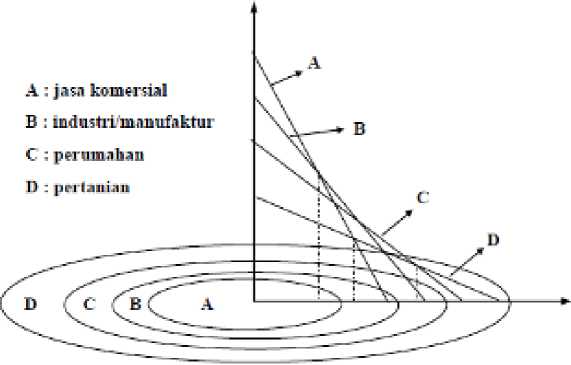 A : jasa komersial
B : industri/manufaktur
C : perumahan
D : pertanian
A
B
C
D
D C B A